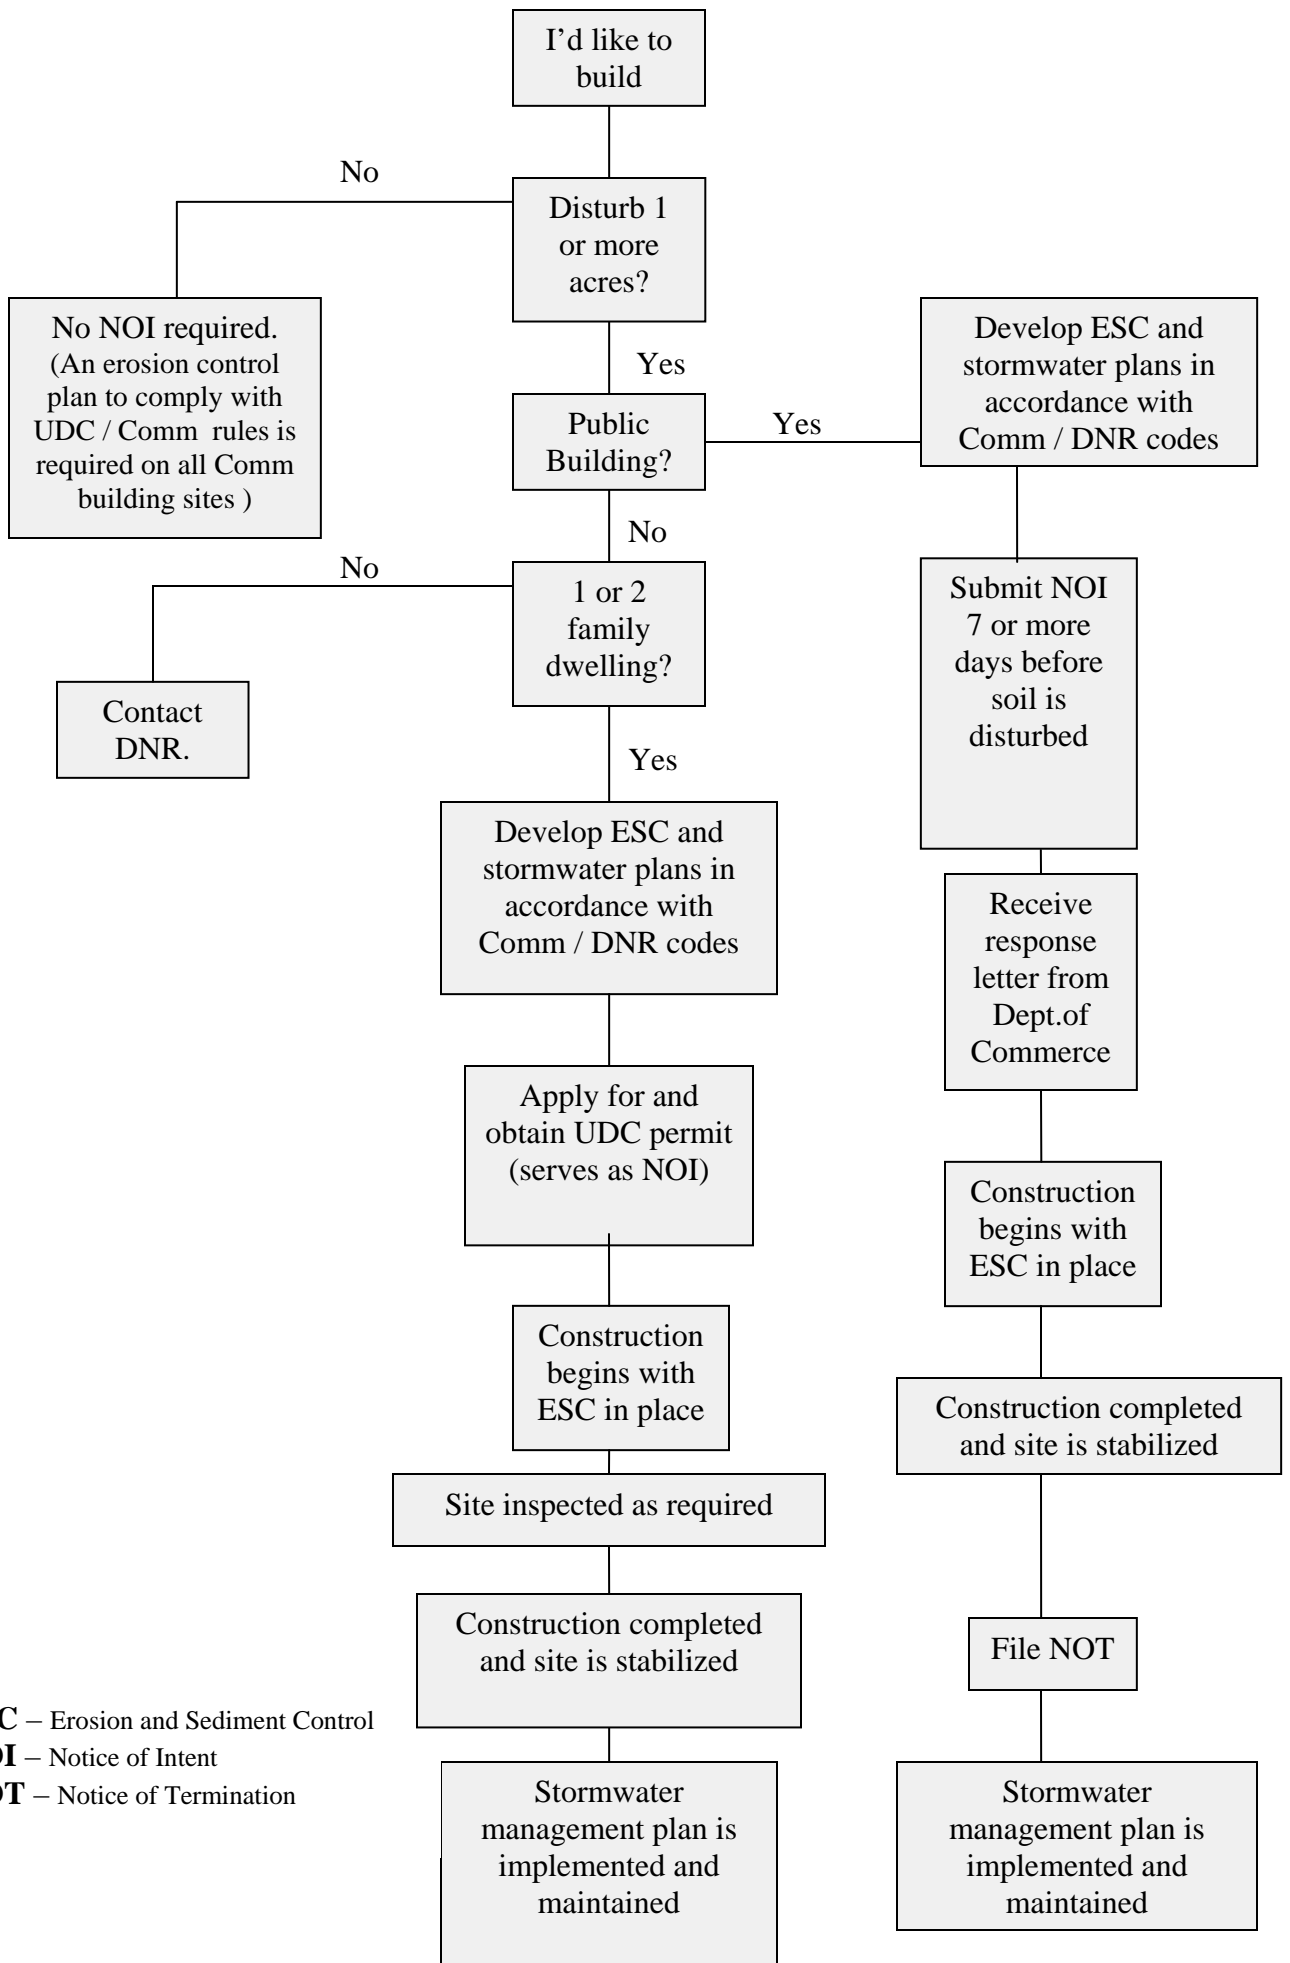 I’d like to
build
No
Disturb 1
or more
acres?
No NOI required.
(An erosion control
plan to comply with
UDC / Comm rules is
required on all Comm
building sites )
Yes
Public
Building?
Yes
Develop ESC and
stormwater plans in
accordance with
Comm / DNR codes
No
No
1 or 2
family
dwelling?
Contact
DNR.
Submit NOI
7 or more
days before
soil is
disturbed
Yes
Develop ESC and
stormwater plans in
accordance with
Comm / DNR codes
Receive
response
letter from
Dept.of
Commerce
Apply for and
obtain UDC permit
(serves as NOI)
Construction
begins with
ESC in place
Construction
begins with
ESC in place
Construction completed
and site is stabilized
Site inspected as required
Construction completed
and site is stabilized
File NOT
C – Erosion and Sediment Control
OI – Notice of Intent
OT – Notice of Termination
Stormwater
management plan is
implemented and
maintained
Stormwater
management plan is
implemented and
maintained